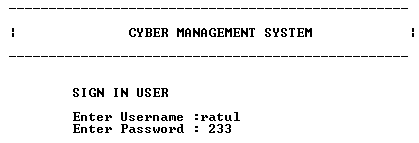 --------------------------------------------------
¦ CYBER MANAGEMENT SYSTEM ¦
--------------------------------------------------
SIGN IN USER
Enter Username :ratul
Enter Password : 233